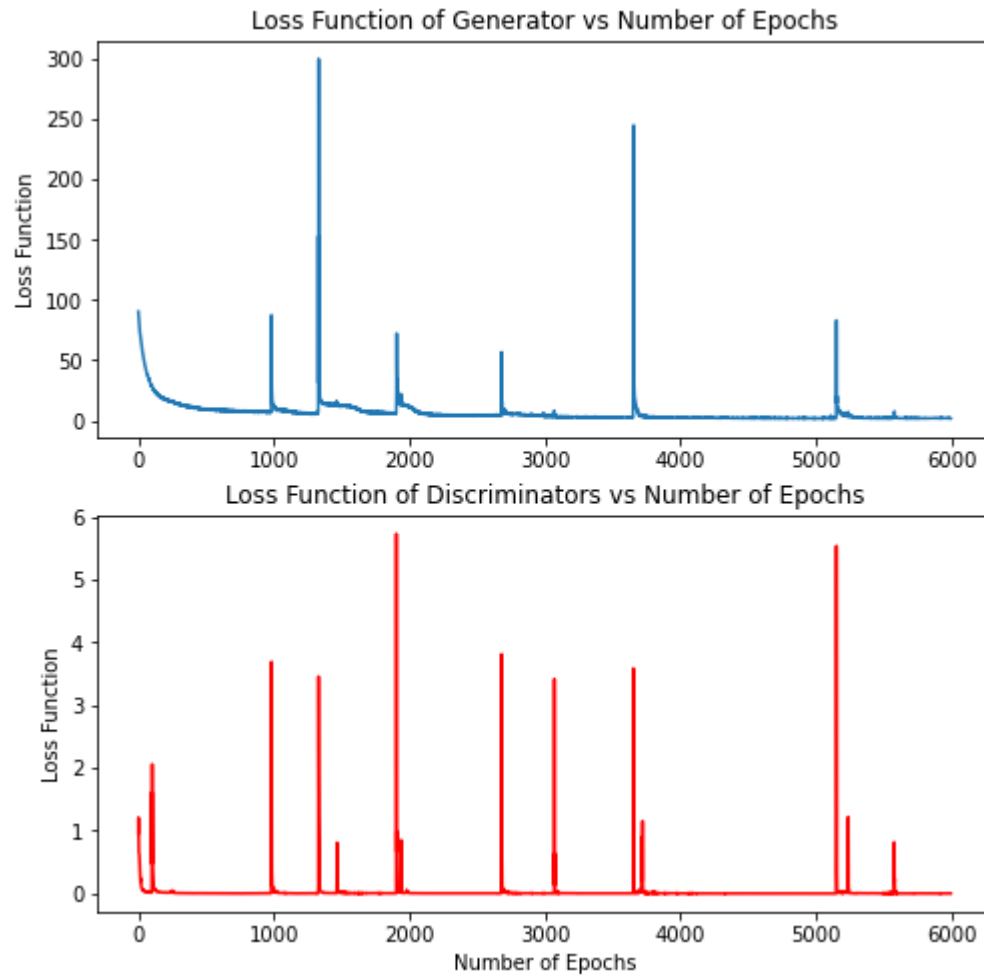 Loss Function of Generator vs Number of Epochs
300
250
200
150
100
50
0
Loss Function
0 1000 2000 3000 4000 5000 6000
Loss Function of Discriminators vs Number of Epochs
6
5
4
3
2
1
0
Loss Function
0 1000 2000 3000 4000 5000 6000
Number of Epochs